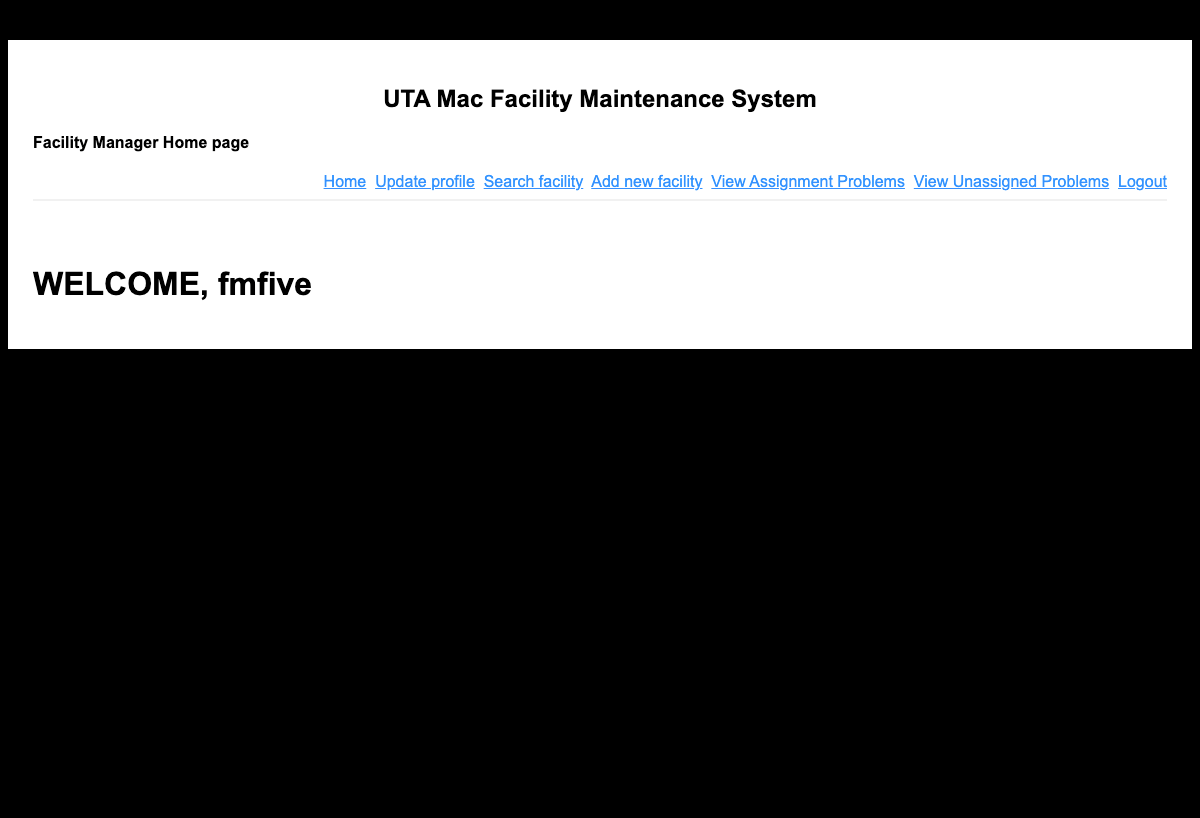 UTA Mac Facility Maintenance System
Facility Manager Home page
Home Update profile Search facility Add new facility View Assignment Problems View Unassigned Problems Logout
WELCOME, fmfive